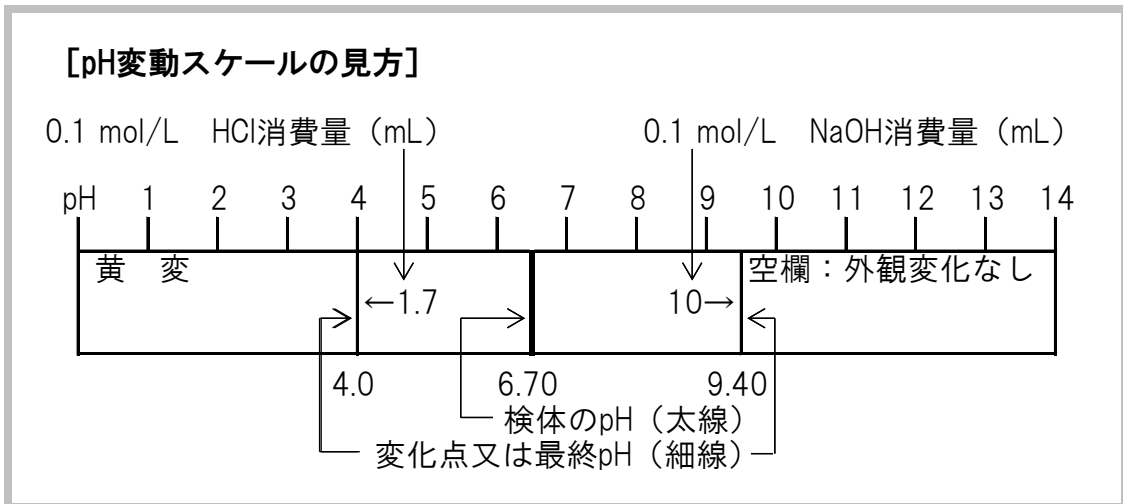 [pH変動スケールの見方]
0.1 mol/L HCl消費量（mL） 0.1 mol/L NaOH消費量（mL）
pH 1 2 3 4 5 6 7 8 9 10 11 12 13 14
黄 変 空欄：外観変化なし
←1.7 10→
4.0 6.70 9.40
検体のpH（太線）
変化点又は最終pH（細線）